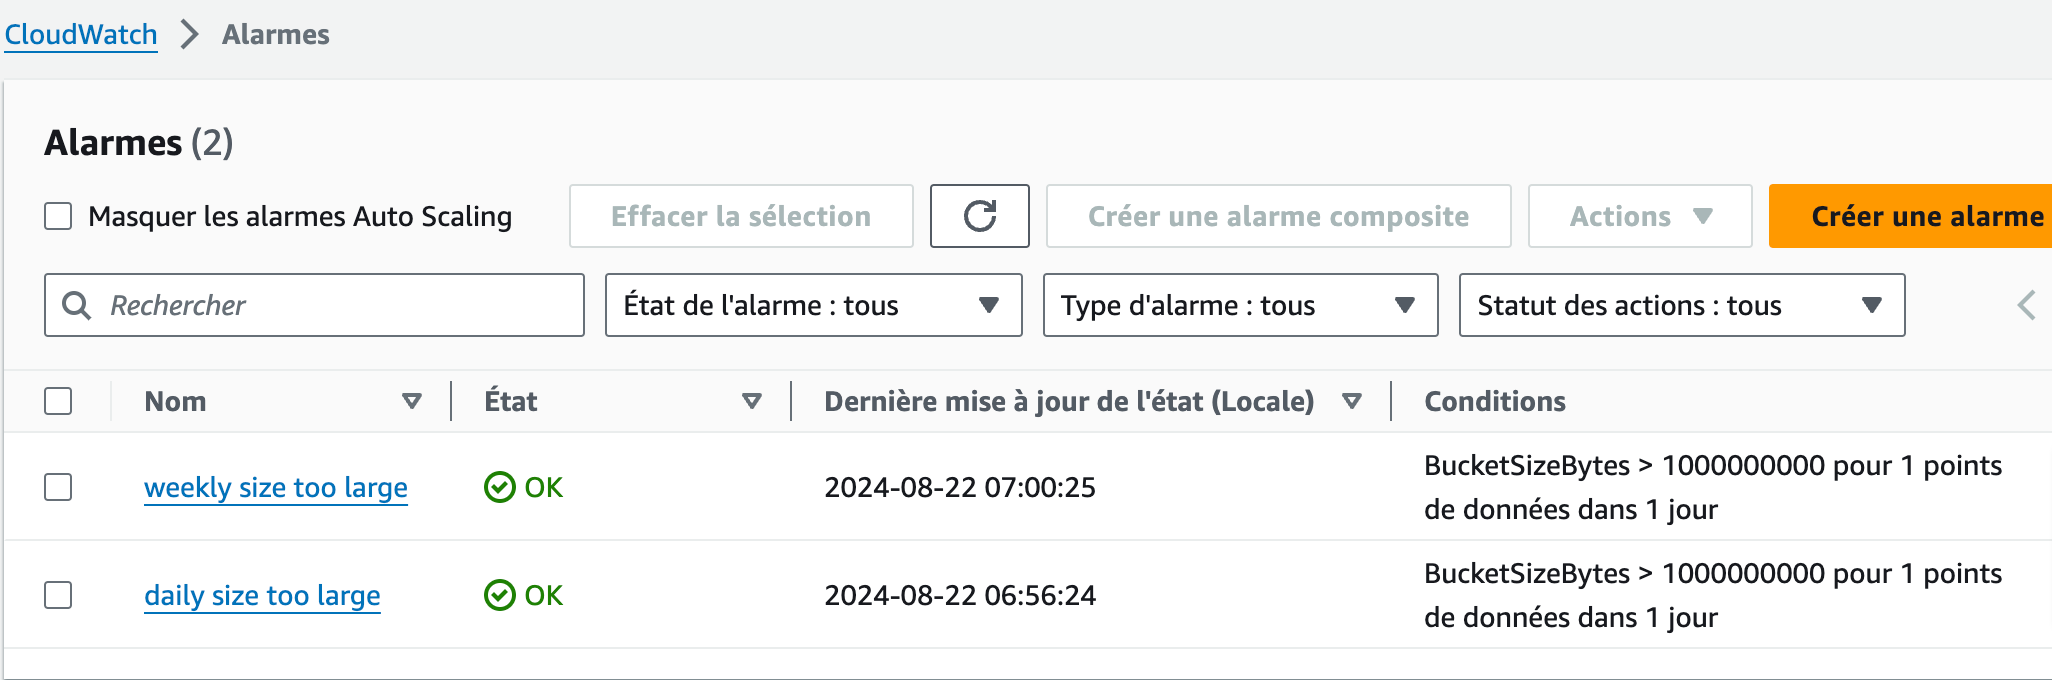 CloudWatch > Alarmes
Alarmes (2)
Masquer les alarmes Auto Scaling
Effacer la sélection
Créer une alarme composite
Actions
Créer une alarme
Rechercher
État de l'alarme : tous
Type d'alarme : tous
Statut des actions : tous
Nom
État
Dernière mise à jour de l'état (Locale)
Conditions
weekly size too large
OK
2024-08-22 07:00:25
BucketSizeBytes > 1000000000 pour 1 points
de données dans 1 jour
daily size too large
OK
2024-08-22 06:56:24
BucketSizeBytes > 1000000000 pour 1 points
de données dans 1 jour